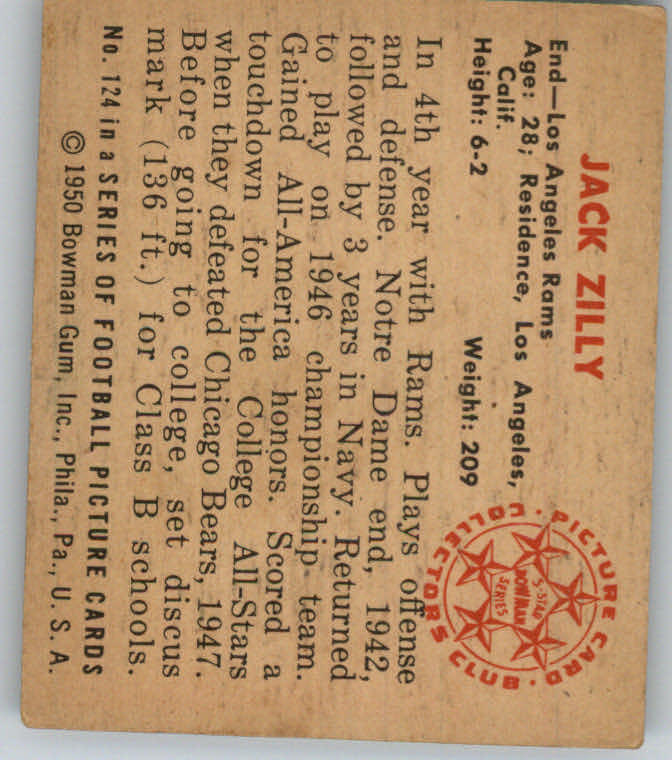 JACK ZILLY
End—Los Angeles Rams
Age: 28; Residence, Los Angeles,
Calif.
Height: 6-2 Weight: 209
PICTURE CARD COLLECTORS CLUB
5-STAR
BOWMAN
SERIES
In 4th year with Rams. Plays offense
and defense. Notre Dame end, 1942,
followed by 3 years in Navy. Returned
to play on 1946 championship team.
Gained All-America honors. Scored a
touchdown for the College All-Stars
when they defeated Chicago Bears, 1947.
Before going to college, set discus
mark (136 ft.) for Class B schools.
No. 124 in a SERIES OF FOOTBALL PICTURE CARDS
© 1950 Bowman Gum, Inc., Phila., Pa., U. S. A.